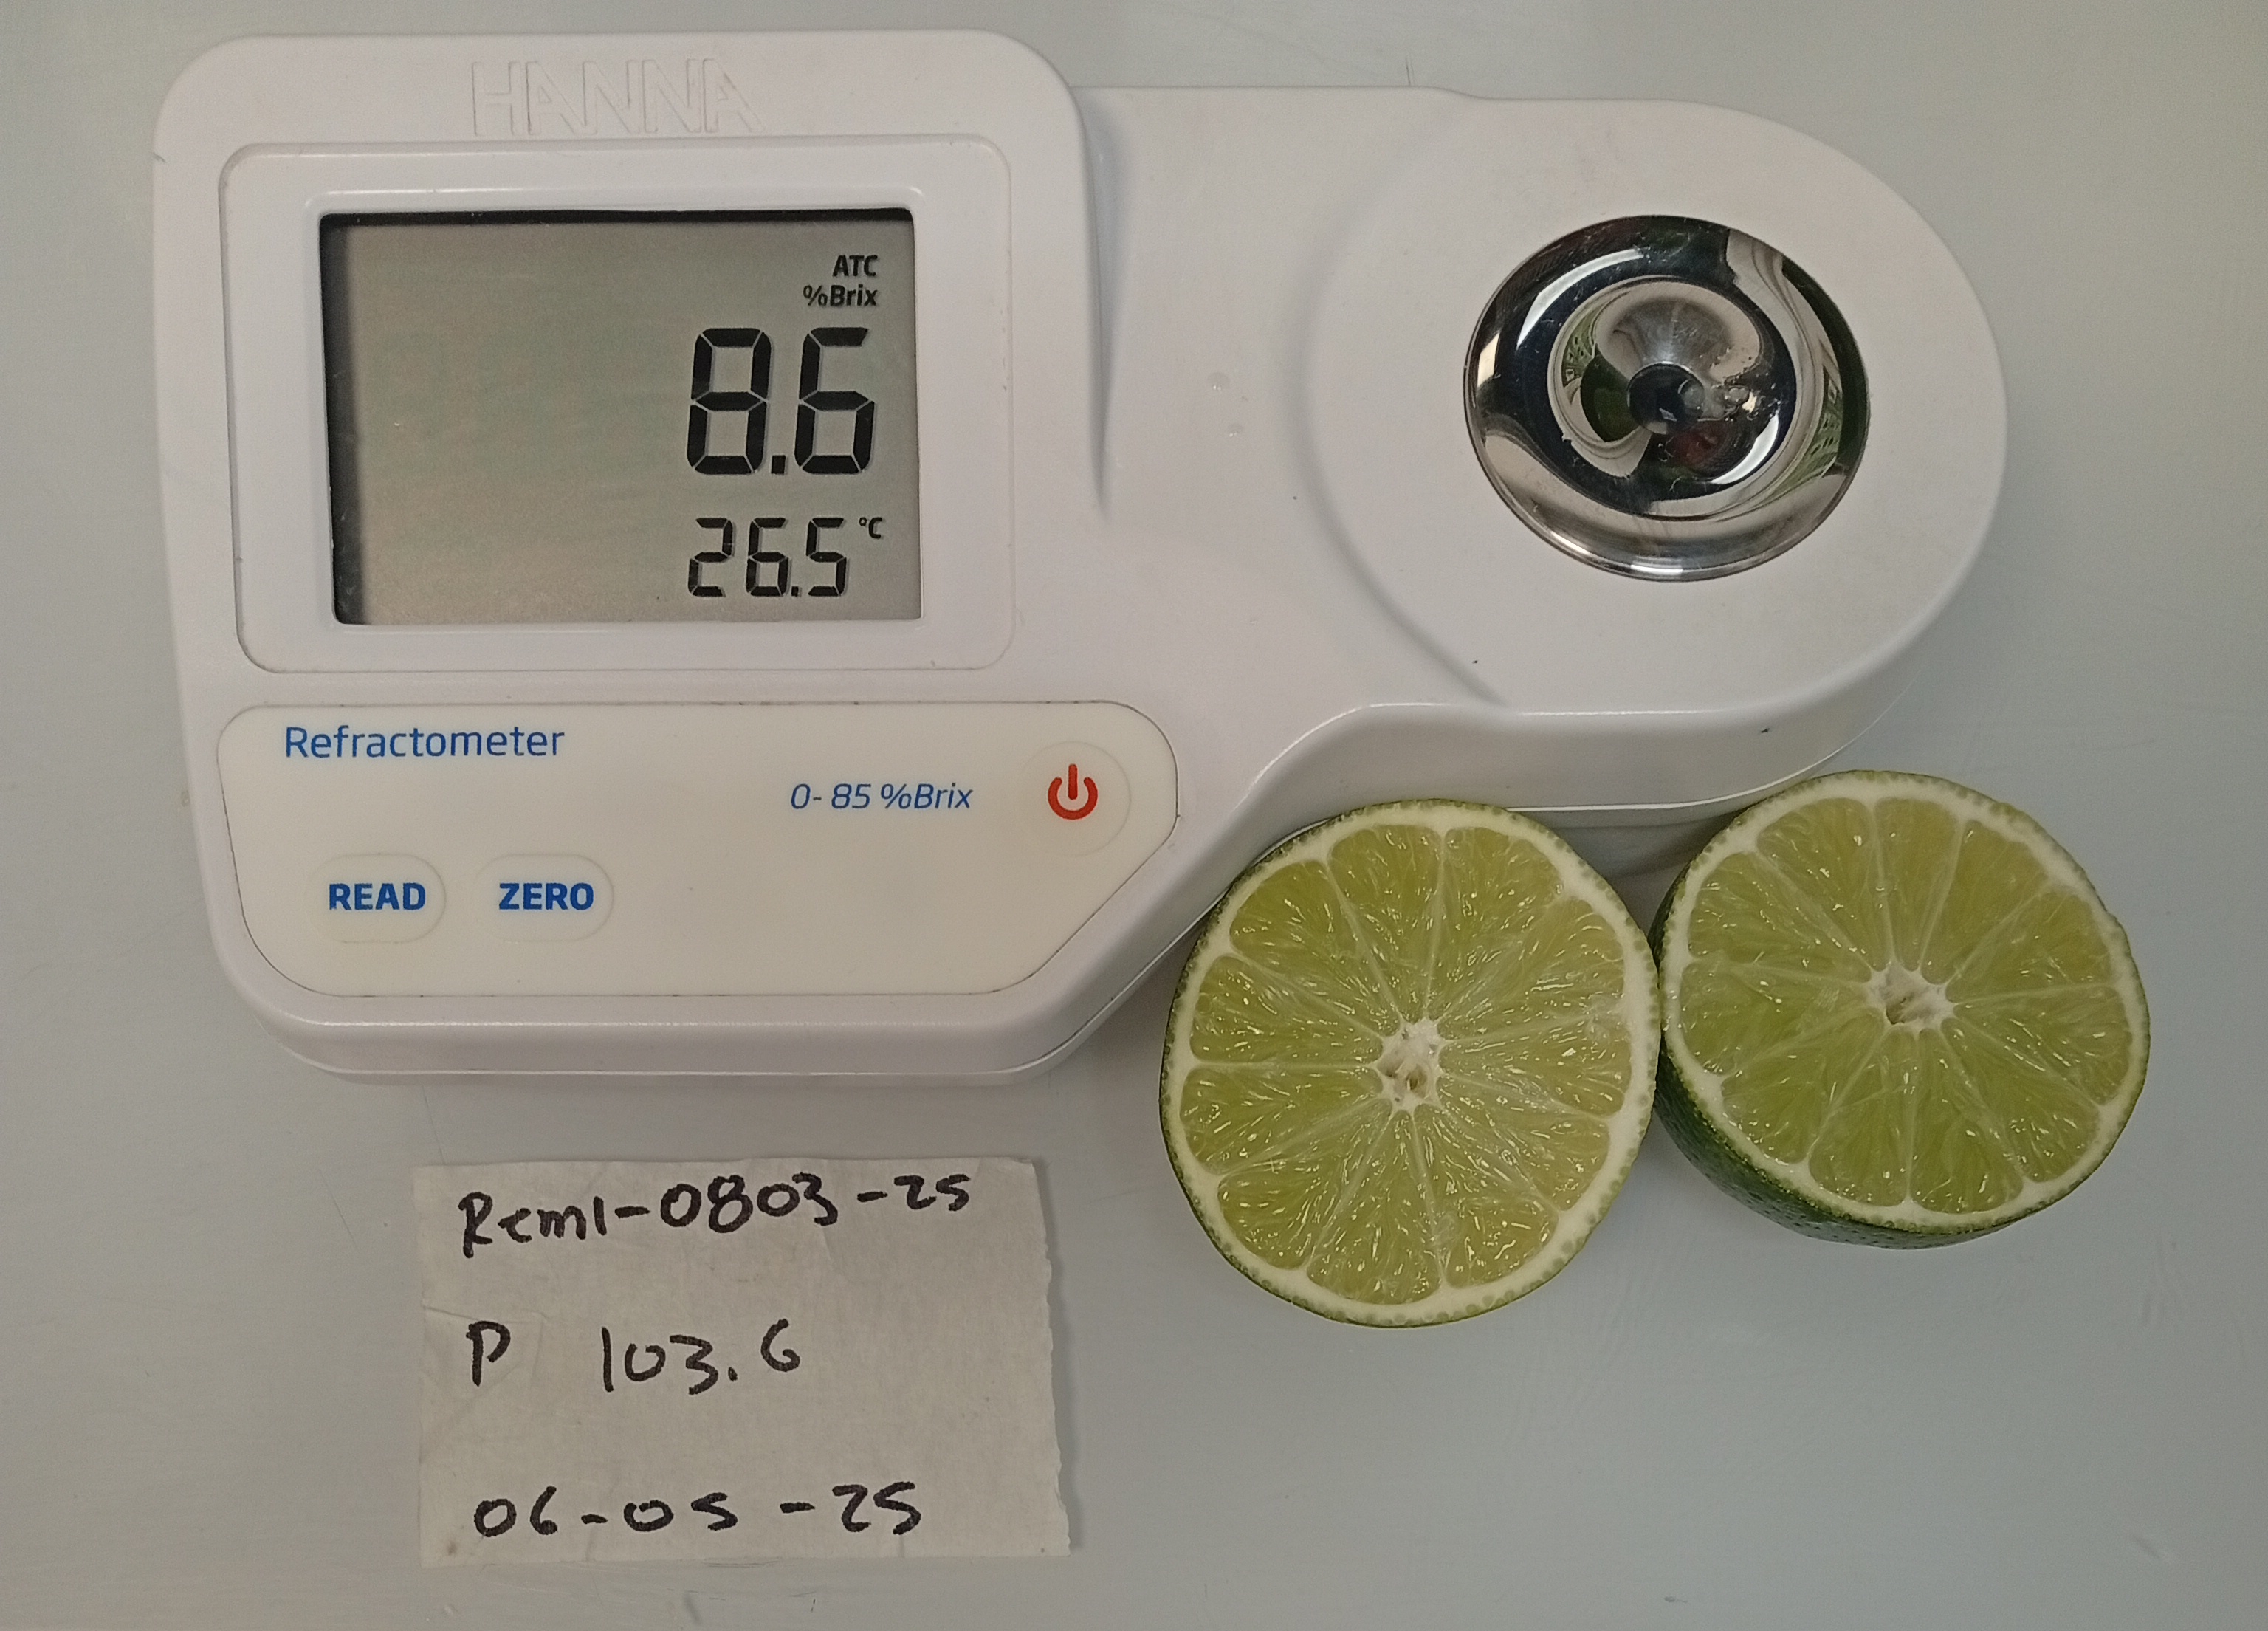 HANNA
ATC
%Brix
8.6
26.5 °C
Refractometer
0-85 %Brix
READ ZERO
Reml-0803-25
P 103.6
06-05-25